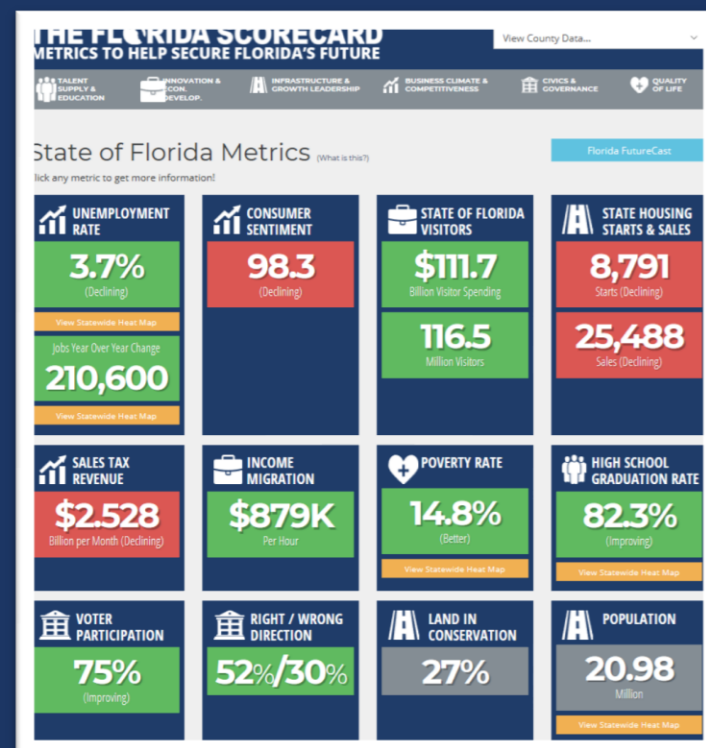 THE FLORIDA SCORECARD
METRICS TO HELP SECURE FLORIDA'S FUTURE
View County Data...
TALENT
SUPPLY &
EDUCATION
INNOVATION &
ECON.
DEVELOP.
INFRASTRUCTURE &
GROWTH LEADERSHIP
BUSINESS CLIMATE &
COMPETITIVENESS
CIVICS &
GOVERNANCE
QUALITY
OF LIFE
State of Florida Metrics (What is this?)
Florida FutureCast
lick any metric to get more information!
UNEMPLOYMENT
RATE
3.7%
(Declining)
View Statewide Heat Map
Jobs Year Over Year Change
210,600
View Statewide Heat Map
CONSUMER
SENTIMENT
98.3
(Declining)
STATE OF FLORIDA
VISITORS
$111.7
Billion Visitor Spending
116.5
Million Visitors
STATE HOUSING
STARTS & SALES
8,791
Starts (Declining)
25,488
Sales (Declining)
SALES TAX
REVENUE
$2.528
Billion per Month (Declining)
INCOME
MIGRATION
$879K
Per Hour
POVERTY RATE
14.8%
(Better)
View Statewide Heat Map
HIGH SCHOOL
GRADUATION RATE
82.3%
(Improving)
View Statewide Heat Map
VOTER
PARTICIPATION
75%
(Improving)
RIGHT / WRONG
DIRECTION
52%/30%
LAND IN
CONSERVATION
27%
POPULATION
20.98
Million
View Statewide Heat Map